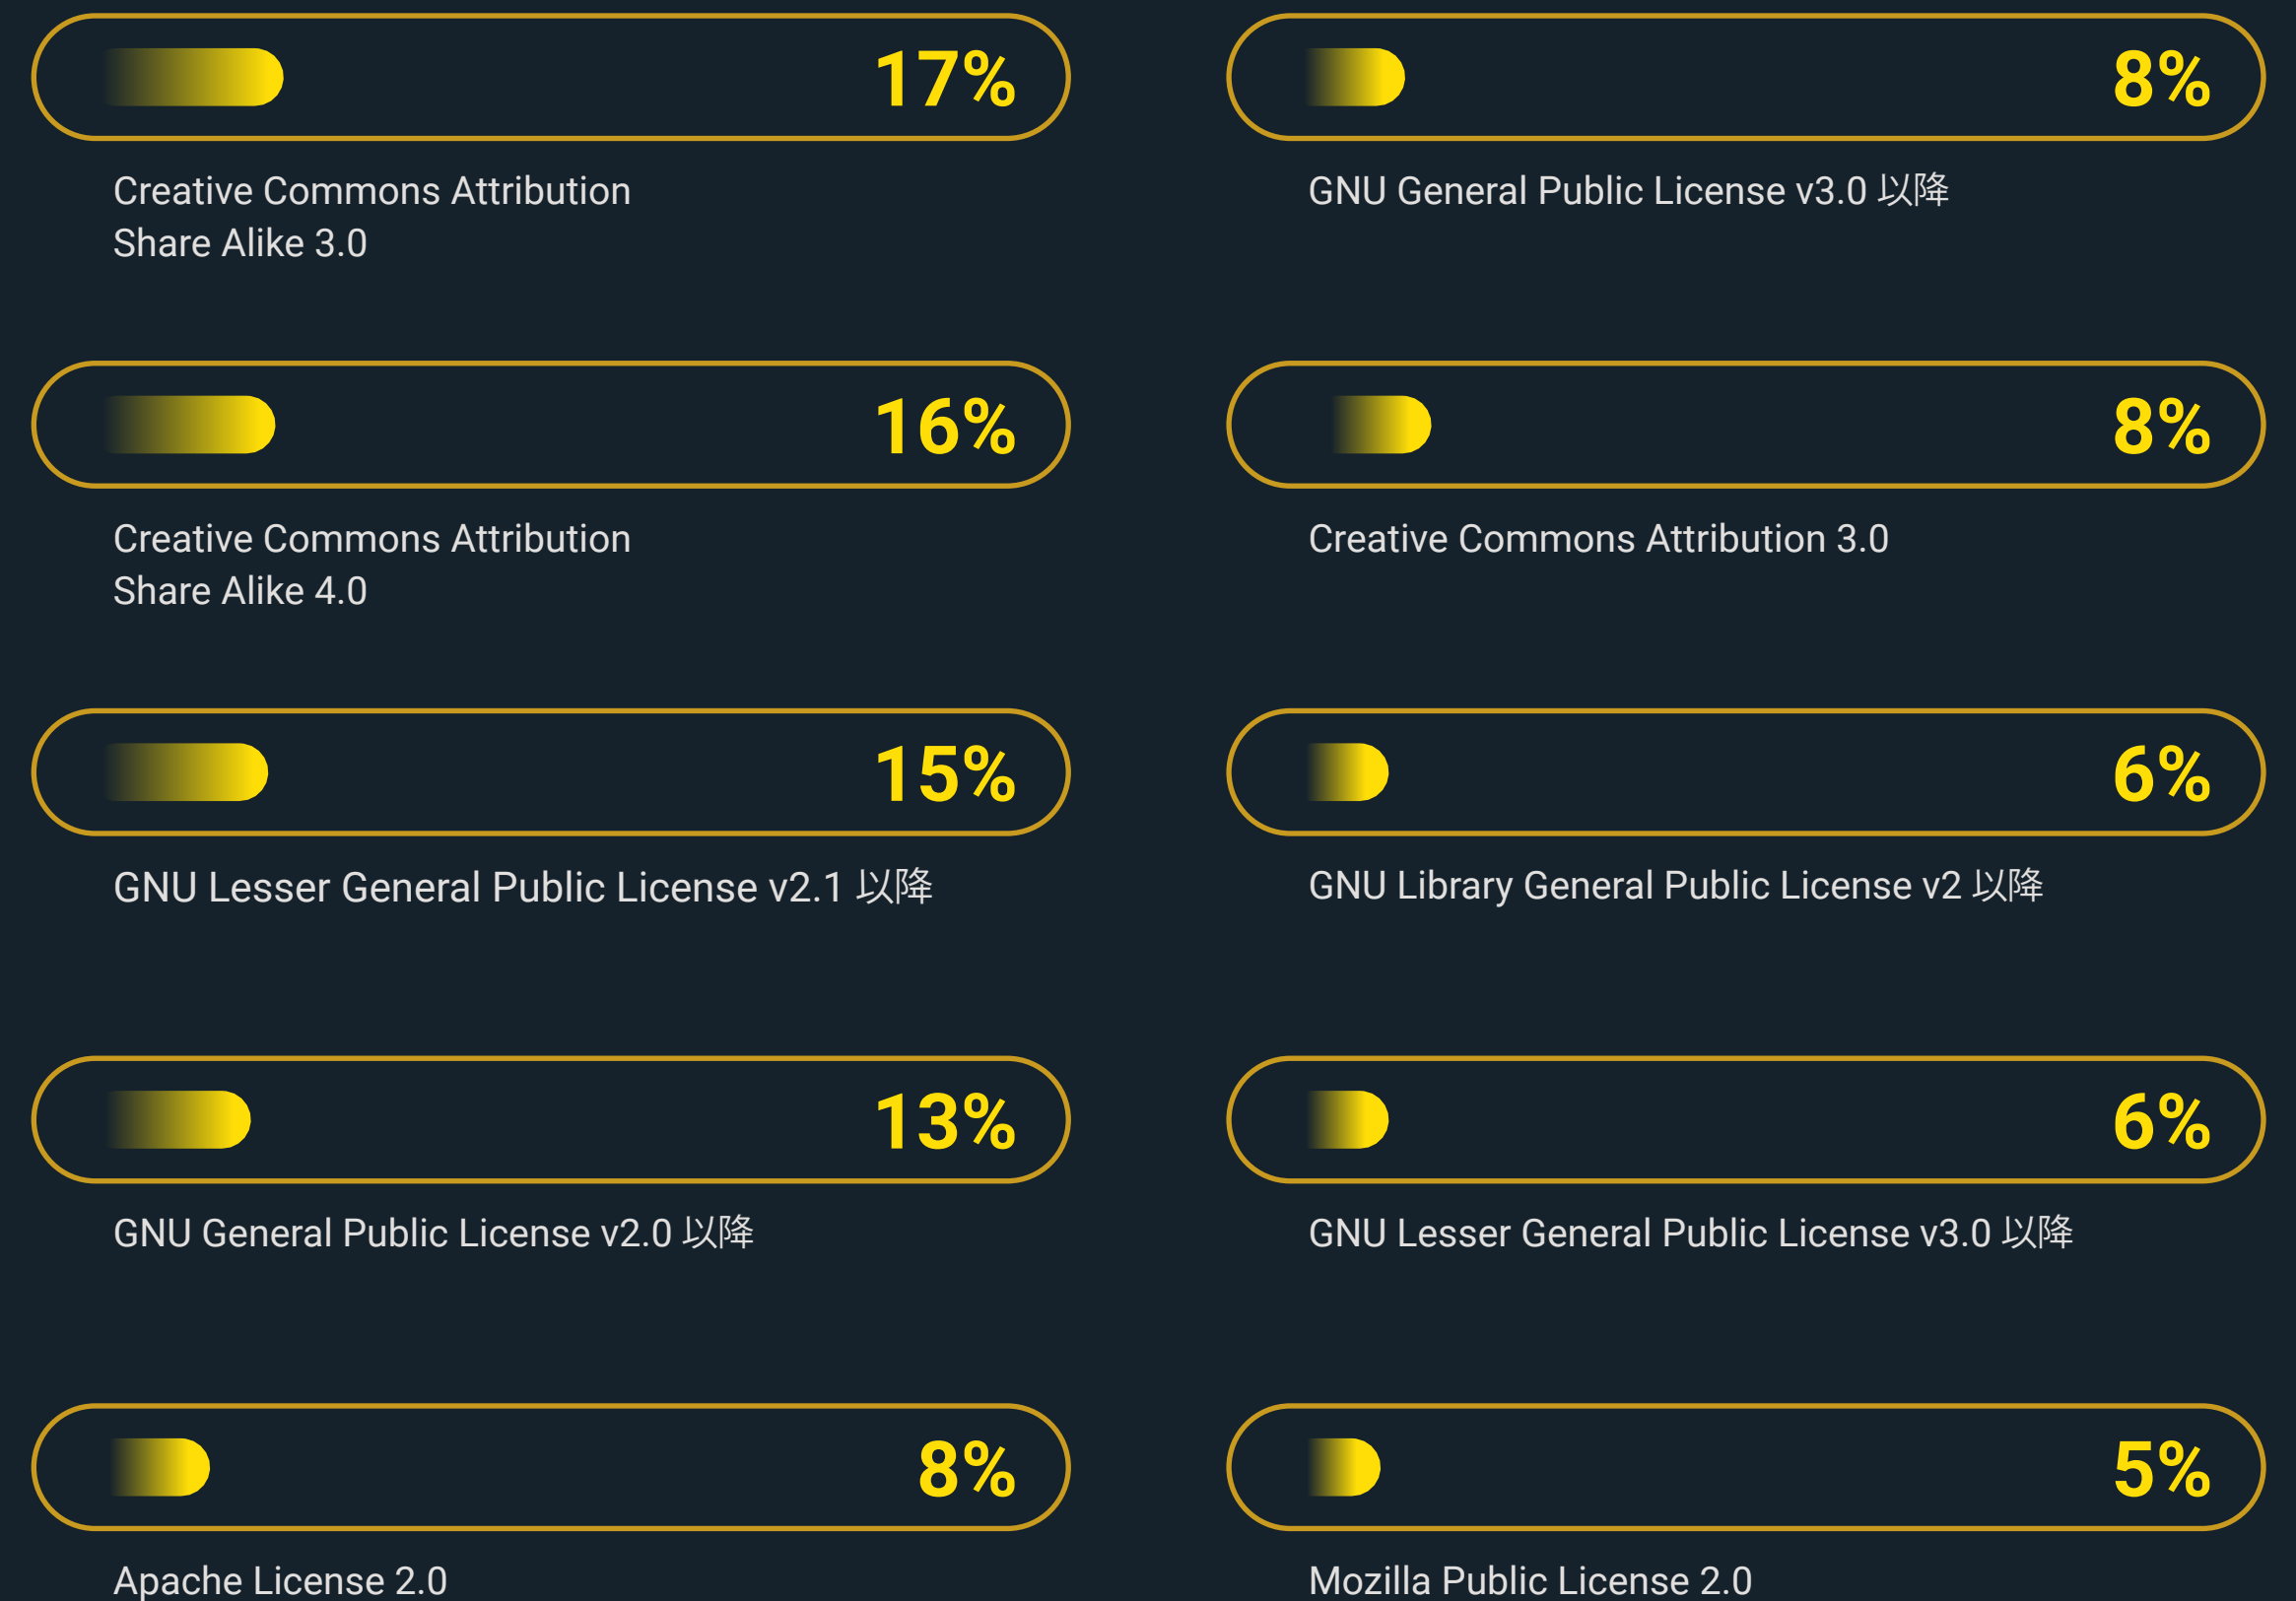 17%
Creative Commons Attribution
Share Alike 3.0
16%
Creative Commons Attribution
Share Alike 4.0
15%
GNU Lesser General Public License v2.1 以降
13%
GNU General Public License v2.0 以降
8%
Apache License 2.0
8%
GNU General Public License v3.0 以降
8%
Creative Commons Attribution 3.0
6%
GNU Library General Public License v2 以降
6%
GNU Lesser General Public License v3.0 以降
5%
Mozilla Public License 2.0